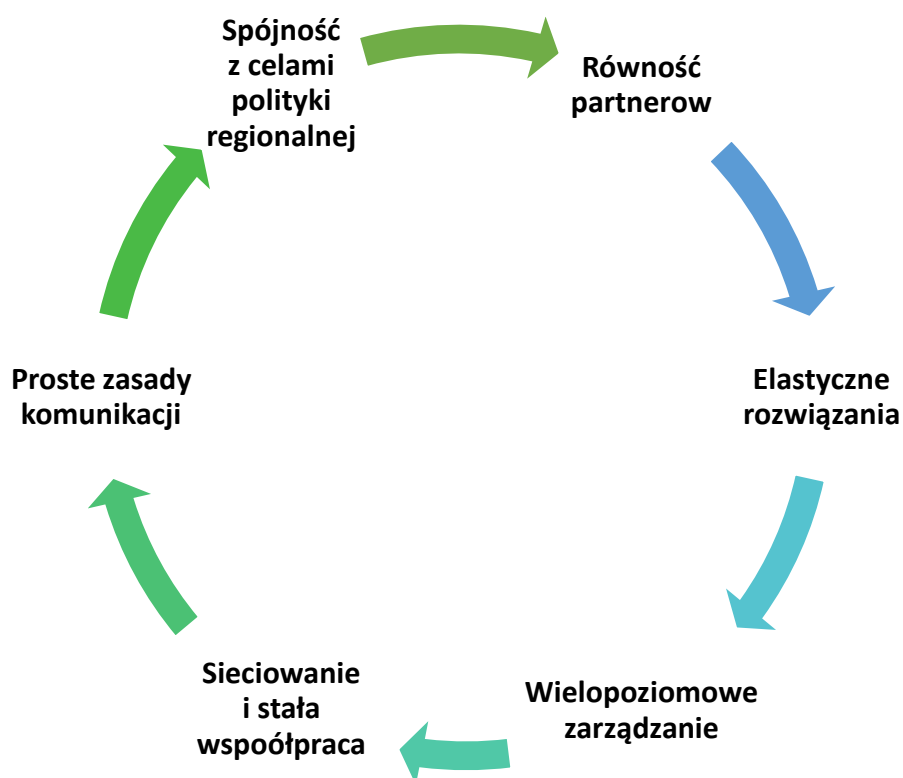 Spójność
z celami
polityki
regionalnej
Równość
partnerow
Elastyczne
rozwiązania
Wielopoziomowe
zarządzanie
Sieciowanie
i stała
wspoółpraca
Proste zasady
komunikacji